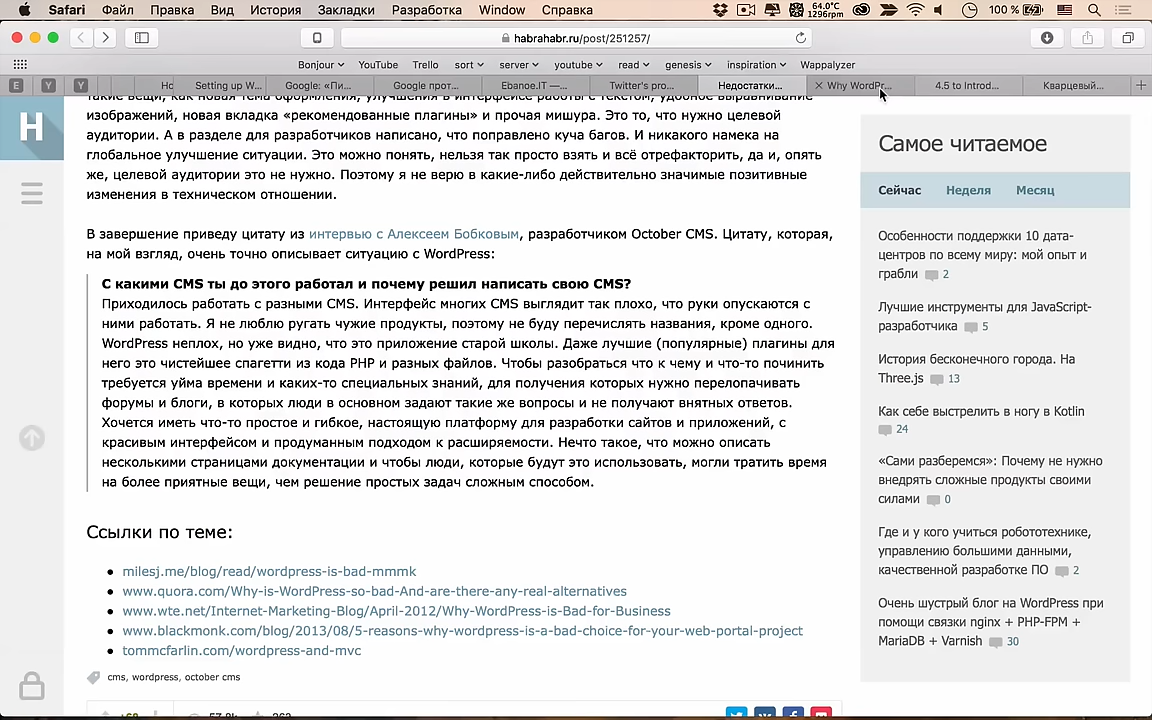 Safari Файл Правка Вид История Закладки Разработка Window Справка 64.0°C 1296rpm 100 %
habrahabr.ru/post/251257/
Bonjour YouTube Trello sort server youtube read genesis inspiration Wappalyzer
E Y Y Но Setting up W... Google: «Пи... Google прот... Ebanoe.IT —... Twitter's pro... Недостатки... Why WordPr... 4.5 to Introd... Кварцевый...
H
такие вещи, как новая тема оформления, улучшения в интерфейсе работы с текстом, удобное выравнивание
изображений, новая вкладка «рекомендованные плагины» и прочая мишура. Это то, что нужно целевой
аудитории. А в разделе для разработчиков написано, что поправлено куча багов. И никакого намека на
глобальное улучшение ситуации. Это можно понять, нельзя так просто взять и всё отрефакторить, да и, опять
же, целевой аудитории это не нужно. Поэтому я не верю в какие-либо действительно значимые позитивные
изменения в техническом отношении.
В завершение приведу цитату из интервью с Алексеем Бобковым, разработчиком October CMS. Цитату, которая,
на мой взгляд, очень точно описывает ситуацию с WordPress:
С какими CMS ты до этого работал и почему решил написать свою CMS?
Приходилось работать с разными CMS. Интерфейс многих CMS выглядит так плохо, что руки опускаются с
ними работать. Я не люблю ругать чужие продукты, поэтому не буду перечислять названия, кроме одного.
WordPress неплох, но уже видно, что это приложение старой школы. Даже лучшие (популярные) плагины для
него это чистейшее спагетти из кода PHP и разных файлов. Чтобы разобраться что к чему и что-то починить
требуется уйма времени и каких-то специальных знаний, для получения которых нужно перелопачивать
форумы и блоги, в которых люди в основном задают такие же вопросы и не получают внятных ответов.
Хочется иметь что-то простое и гибкое, настоящую платформу для разработки сайтов и приложений, с
красивым интерфейсом и продуманным подходом к расширяемости. Нечто такое, что можно описать
несколькими страницами документации и чтобы люди, которые будут это использовать, могли тратить время
на более приятные вещи, чем решение простых задач сложным способом.
Ссылки по теме:
milesj.me/blog/read/wordpress-is-bad-mmmk
www.quora.com/Why-is-WordPress-so-bad-And-are-there-any-real-alternatives
www.wte.net/Internet-Marketing-Blog/April-2012/Why-WordPress-is-Bad-for-Business
www.blackmonk.com/blog/2013/08/5-reasons-why-wordpress-is-a-bad-choice-for-your-web-portal-project
tommcfarlin.com/wordpress-and-mvc
cms, wordpress, october cms
+68 57,8k 263
Самое читаемое
Сейчас Неделя Месяц
Особенности поддержки 10 дата-
центров по всему миру: мой опыт и
грабли 2
Лучшие инструменты для JavaScript-
разработчика 5
История бесконечного города. На
Three.js 13
Как себе выстрелить в ногу в Kotlin
24
«Сами разберемся»: Почему не нужно
внедрять сложные продукты своими
силами 0
Где и у кого учиться робототехнике,
управлению большими данными,
качественной разработке ПО 2
Очень шустрый блог на WordPress при
помощи связки nginx + PHP-FPM +
MariaDB + Varnish 30